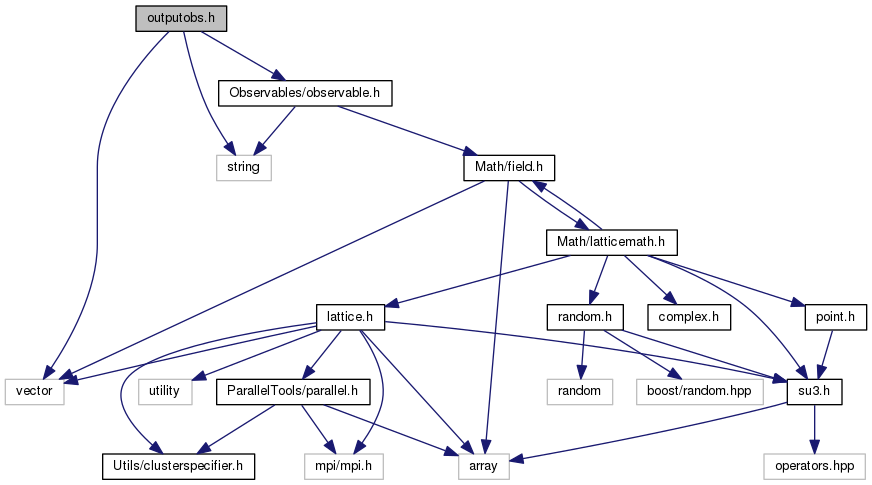 outputobs.h
Observables/observable.h
string
Math/field.h
Math/latticemath.h
lattice.h
random.h
complex.h
point.h
vector
utility
ParallelTools/parallel.h
random
boost/random.hpp
su3.h
Utils/clusterspecifier.h
mpi/mpi.h
array
operators.hpp